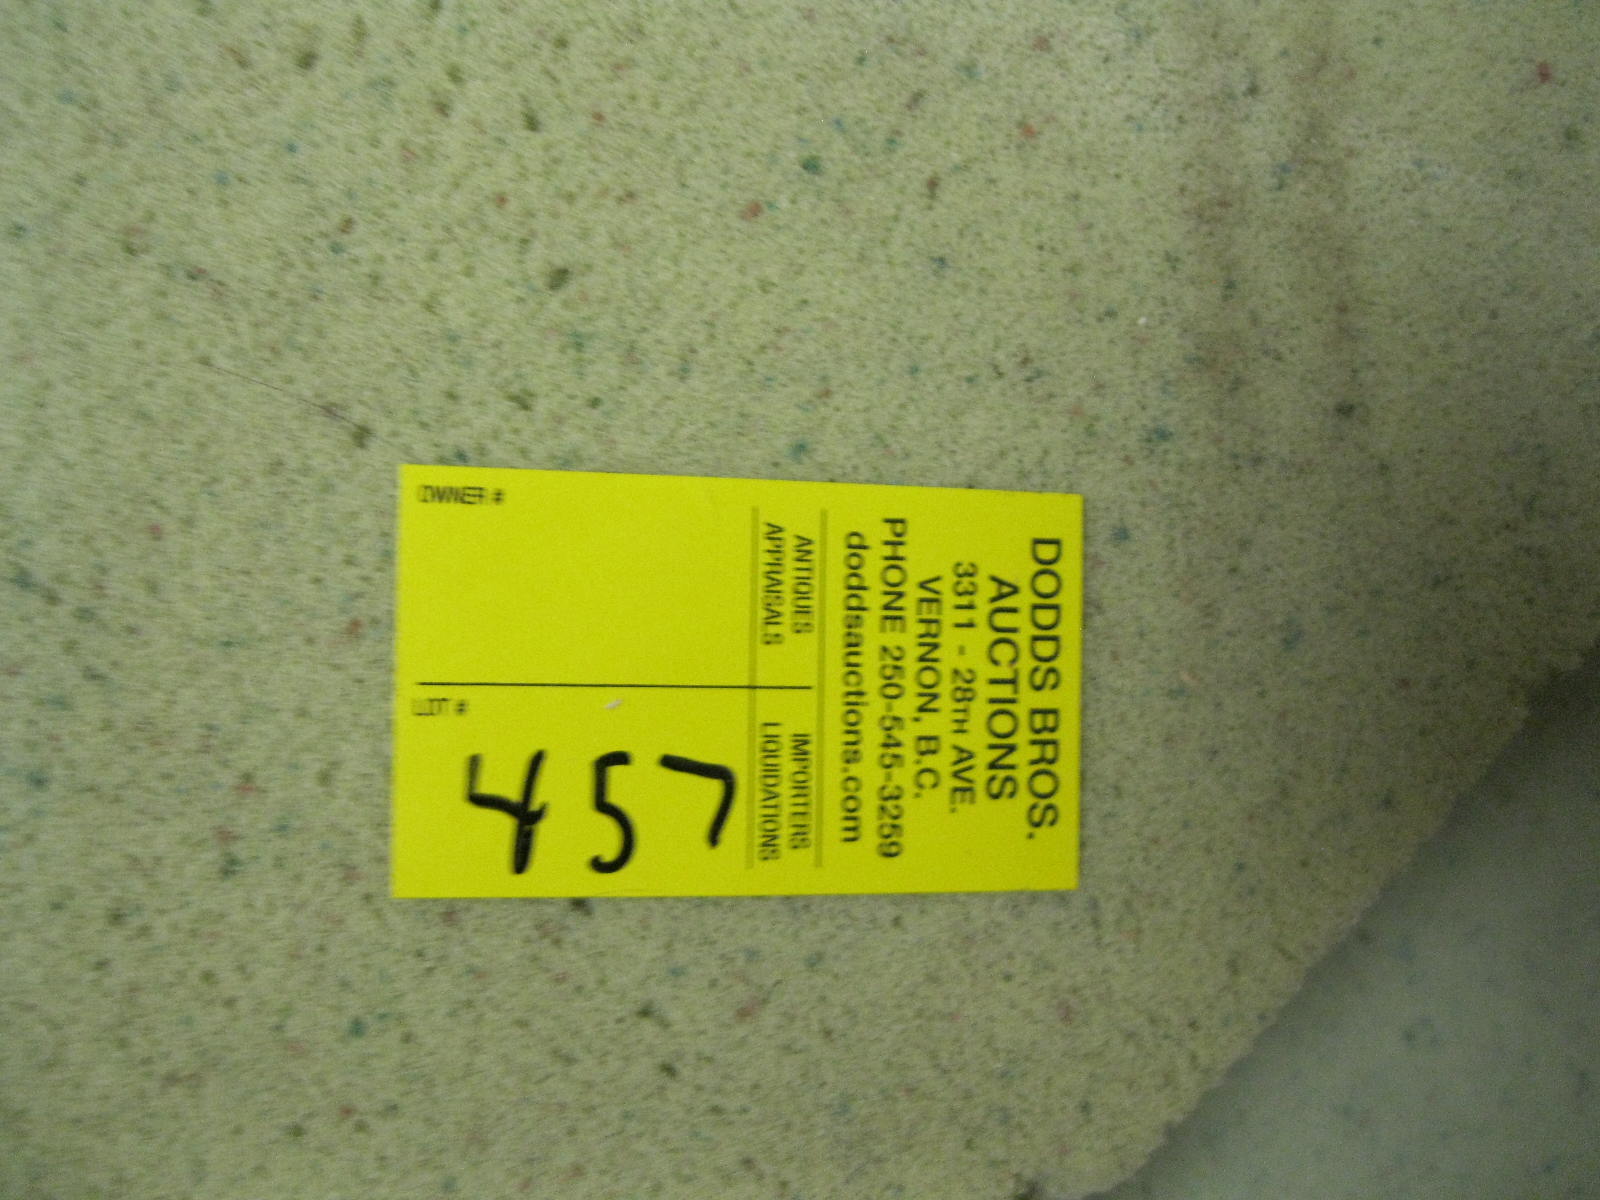 DODDS BROS.
AUCTIONS
3311 - 28TH AVE.
VERNON, B.C.
PHONE 250-545-3259
doddsauctions.com
ANTIQUES IMPORTERS
APPRAISALS LIQUIDATIONS
457
OWNER # LOT #